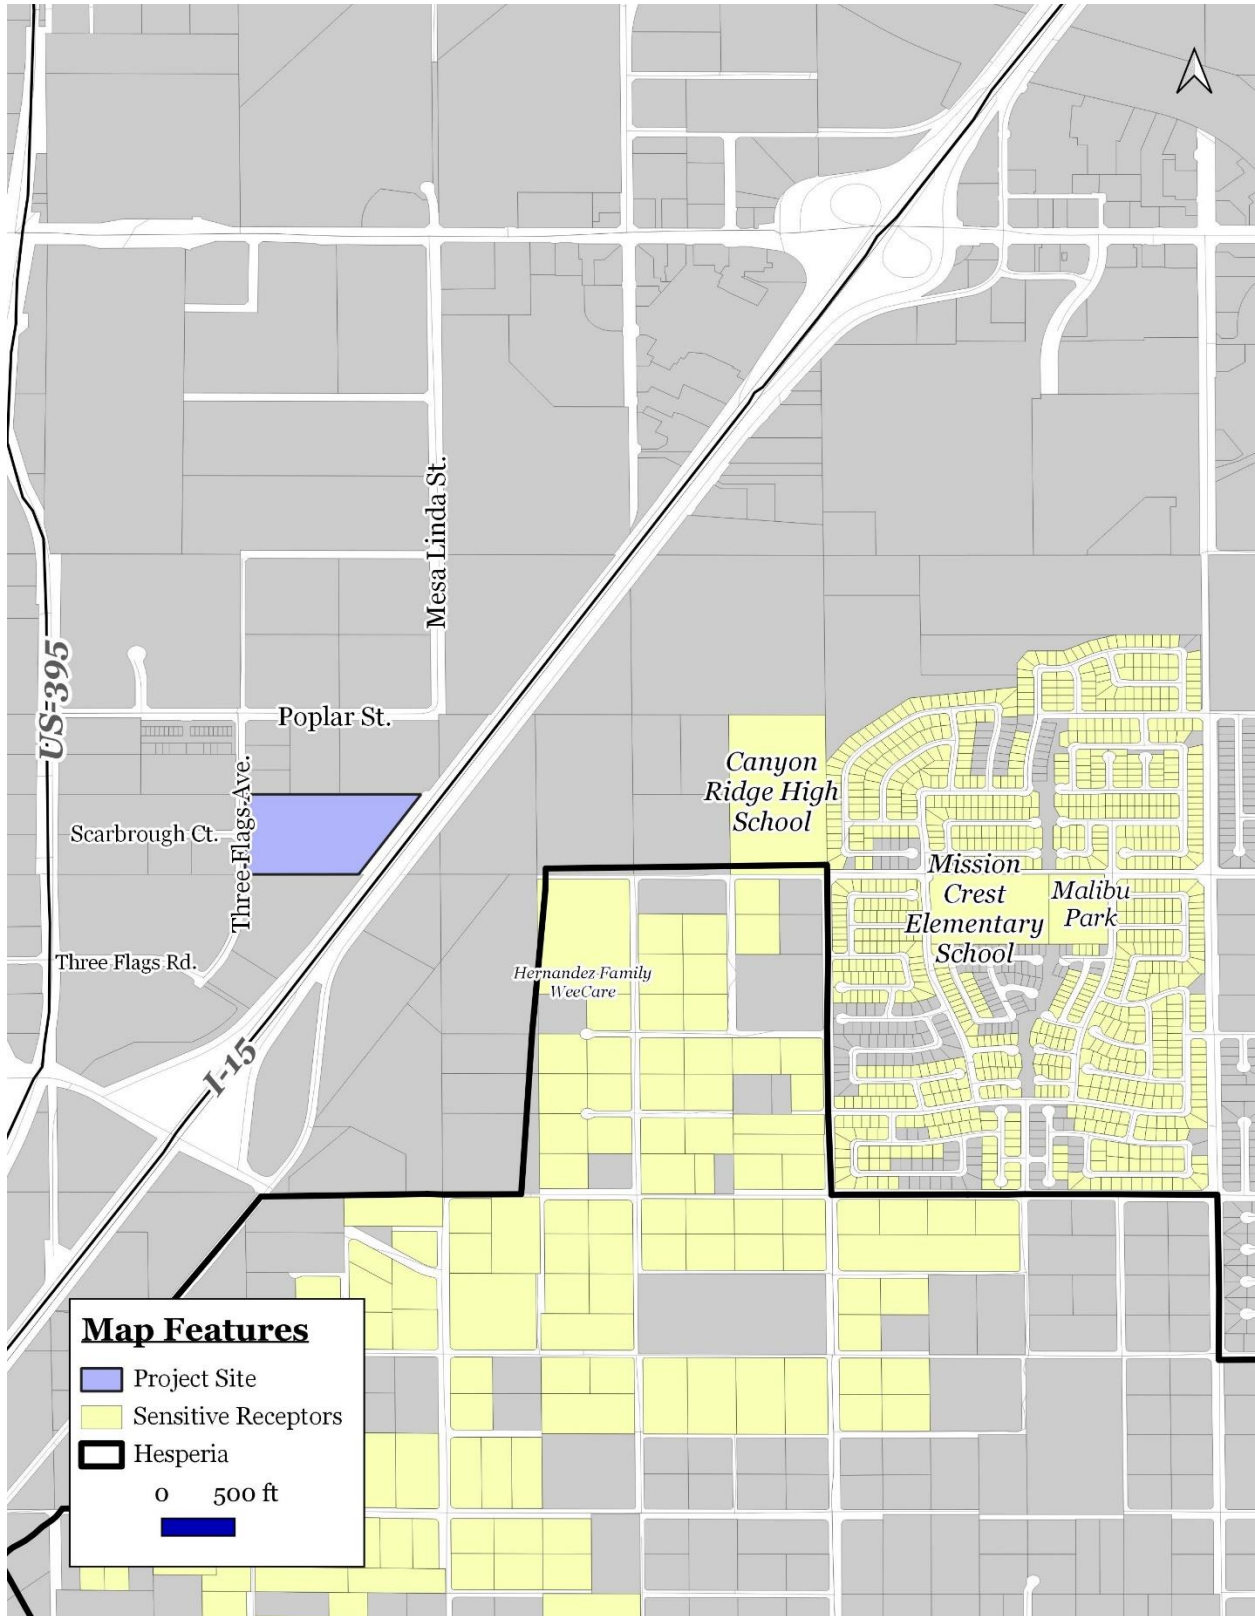 Mesa Linda St.
US-395
Poplar St.
Three Flags Ave.
Scarbrough Ct.
Canyon
Ridge High
School
Mission
Crest
Elementary
School
Malibu
Park
Three Flags Rd.
Hernandez Family
WeeCare
I-15
Map Features
Project Site
Sensitive Receptors
Hesperia
0 500 ft